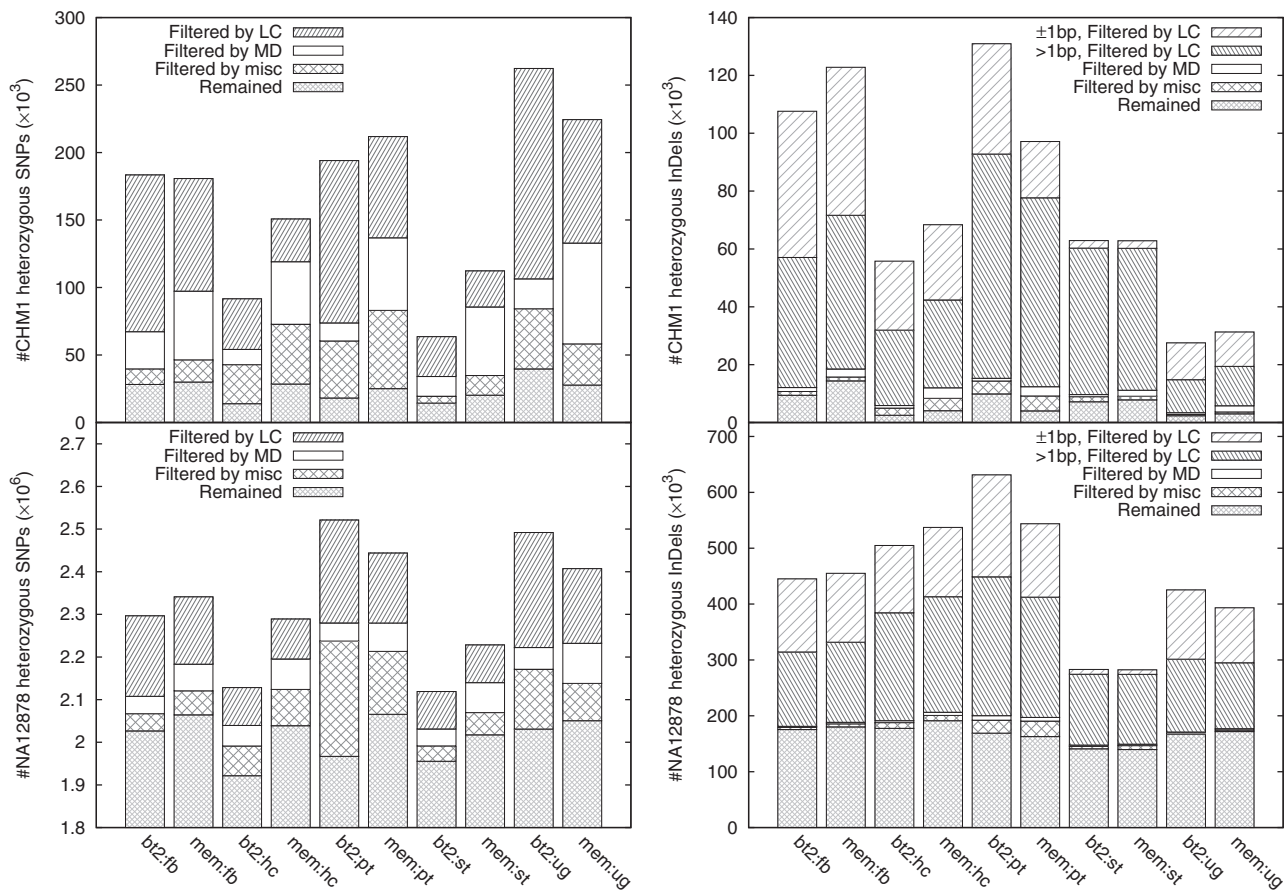 #CHM1 heterozygous SNPs (×10³)
300
250
200
150
100
50
0
Filtered by LC
Filtered by MD
Filtered by misc
Remained
#CHM1 heterozygous InDels (×10³)
140
120
100
80
60
40
20
0
±1bp, Filtered by LC
>1bp, Filtered by LC
Filtered by MD
Filtered by misc
Remained
#NA12878 heterozygous SNPs (×10⁶)
2.7
2.6
2.5
2.4
2.3
2.2
2.1
2
1.9
1.8
Filtered by LC
Filtered by MD
Filtered by misc
Remained
bt2:fb
mem:fb
bt2:hc
mem:hc
bt2:pt
mem:pt
bt2:st
mem:st
bt2:ug
mem:ug
#NA12878 heterozygous InDels (×10³)
700
600
500
400
300
200
100
0
±1bp, Filtered by LC
>1bp, Filtered by LC
Filtered by MD
Filtered by misc
Remained
bt2:fb
mem:fb
bt2:hc
mem:hc
bt2:pt
mem:pt
bt2:st
mem:st
bt2:ug
mem:ug